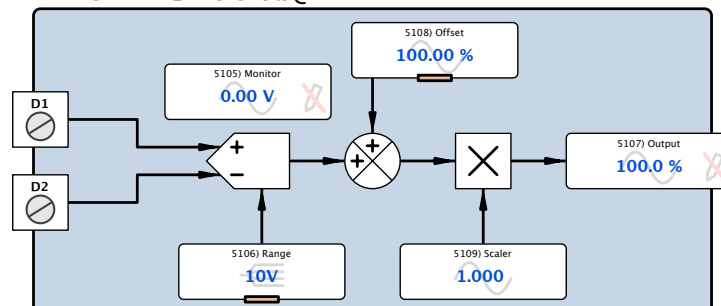 5108) Offset
100.00 %
5105) Monitor
0.00 V
D1
5107) Output
100.0 %
D2
5106) Range
10V
5109) Scaler
1.000